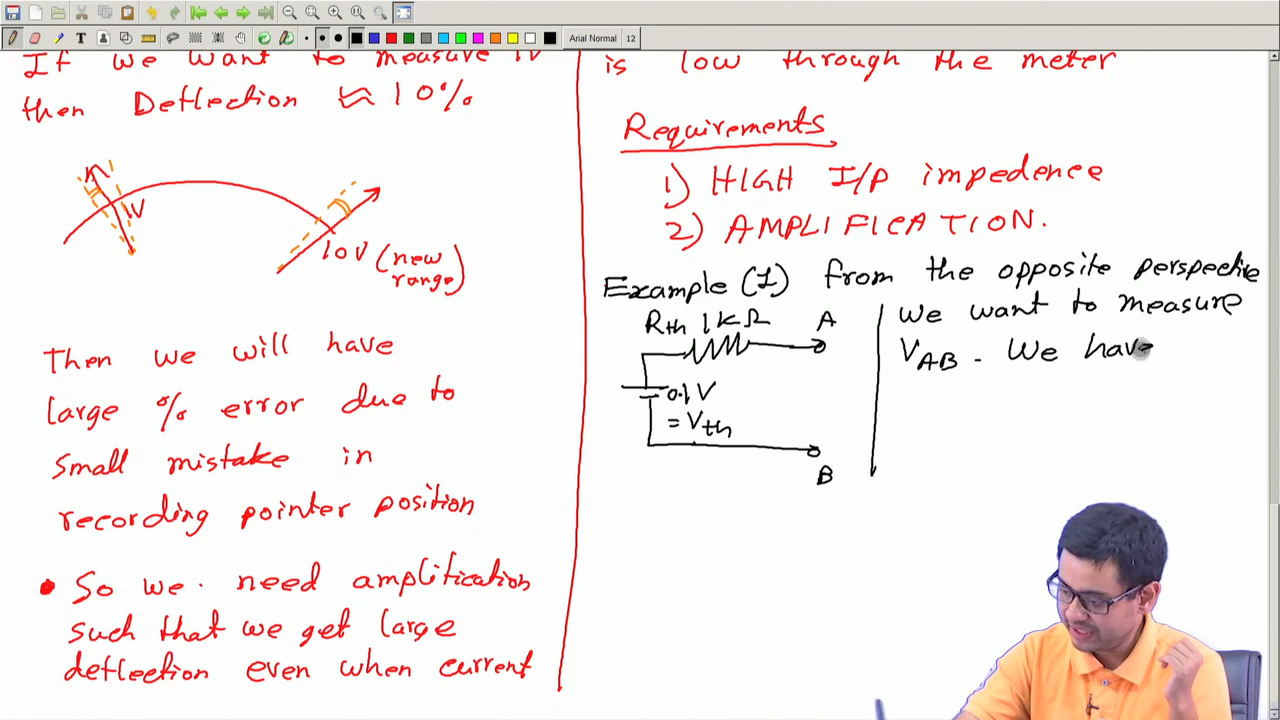 Arial Normal 12
If we want to measure 1V
then Deflection ≈ 10%
1V
10V (new
range)
Then we will have
large % error due to
small mistake in
recording pointer position
• So we need amplification
such that we get large
deflection even when current
is low through the meter
Requirements
1) HIGH I/P impedence
2) AMPLIFICATION.
Example (1) from the opposite perspective
Rth 1kΩ A
0.1V
= Vth
B
We want to measure
VAB - We have